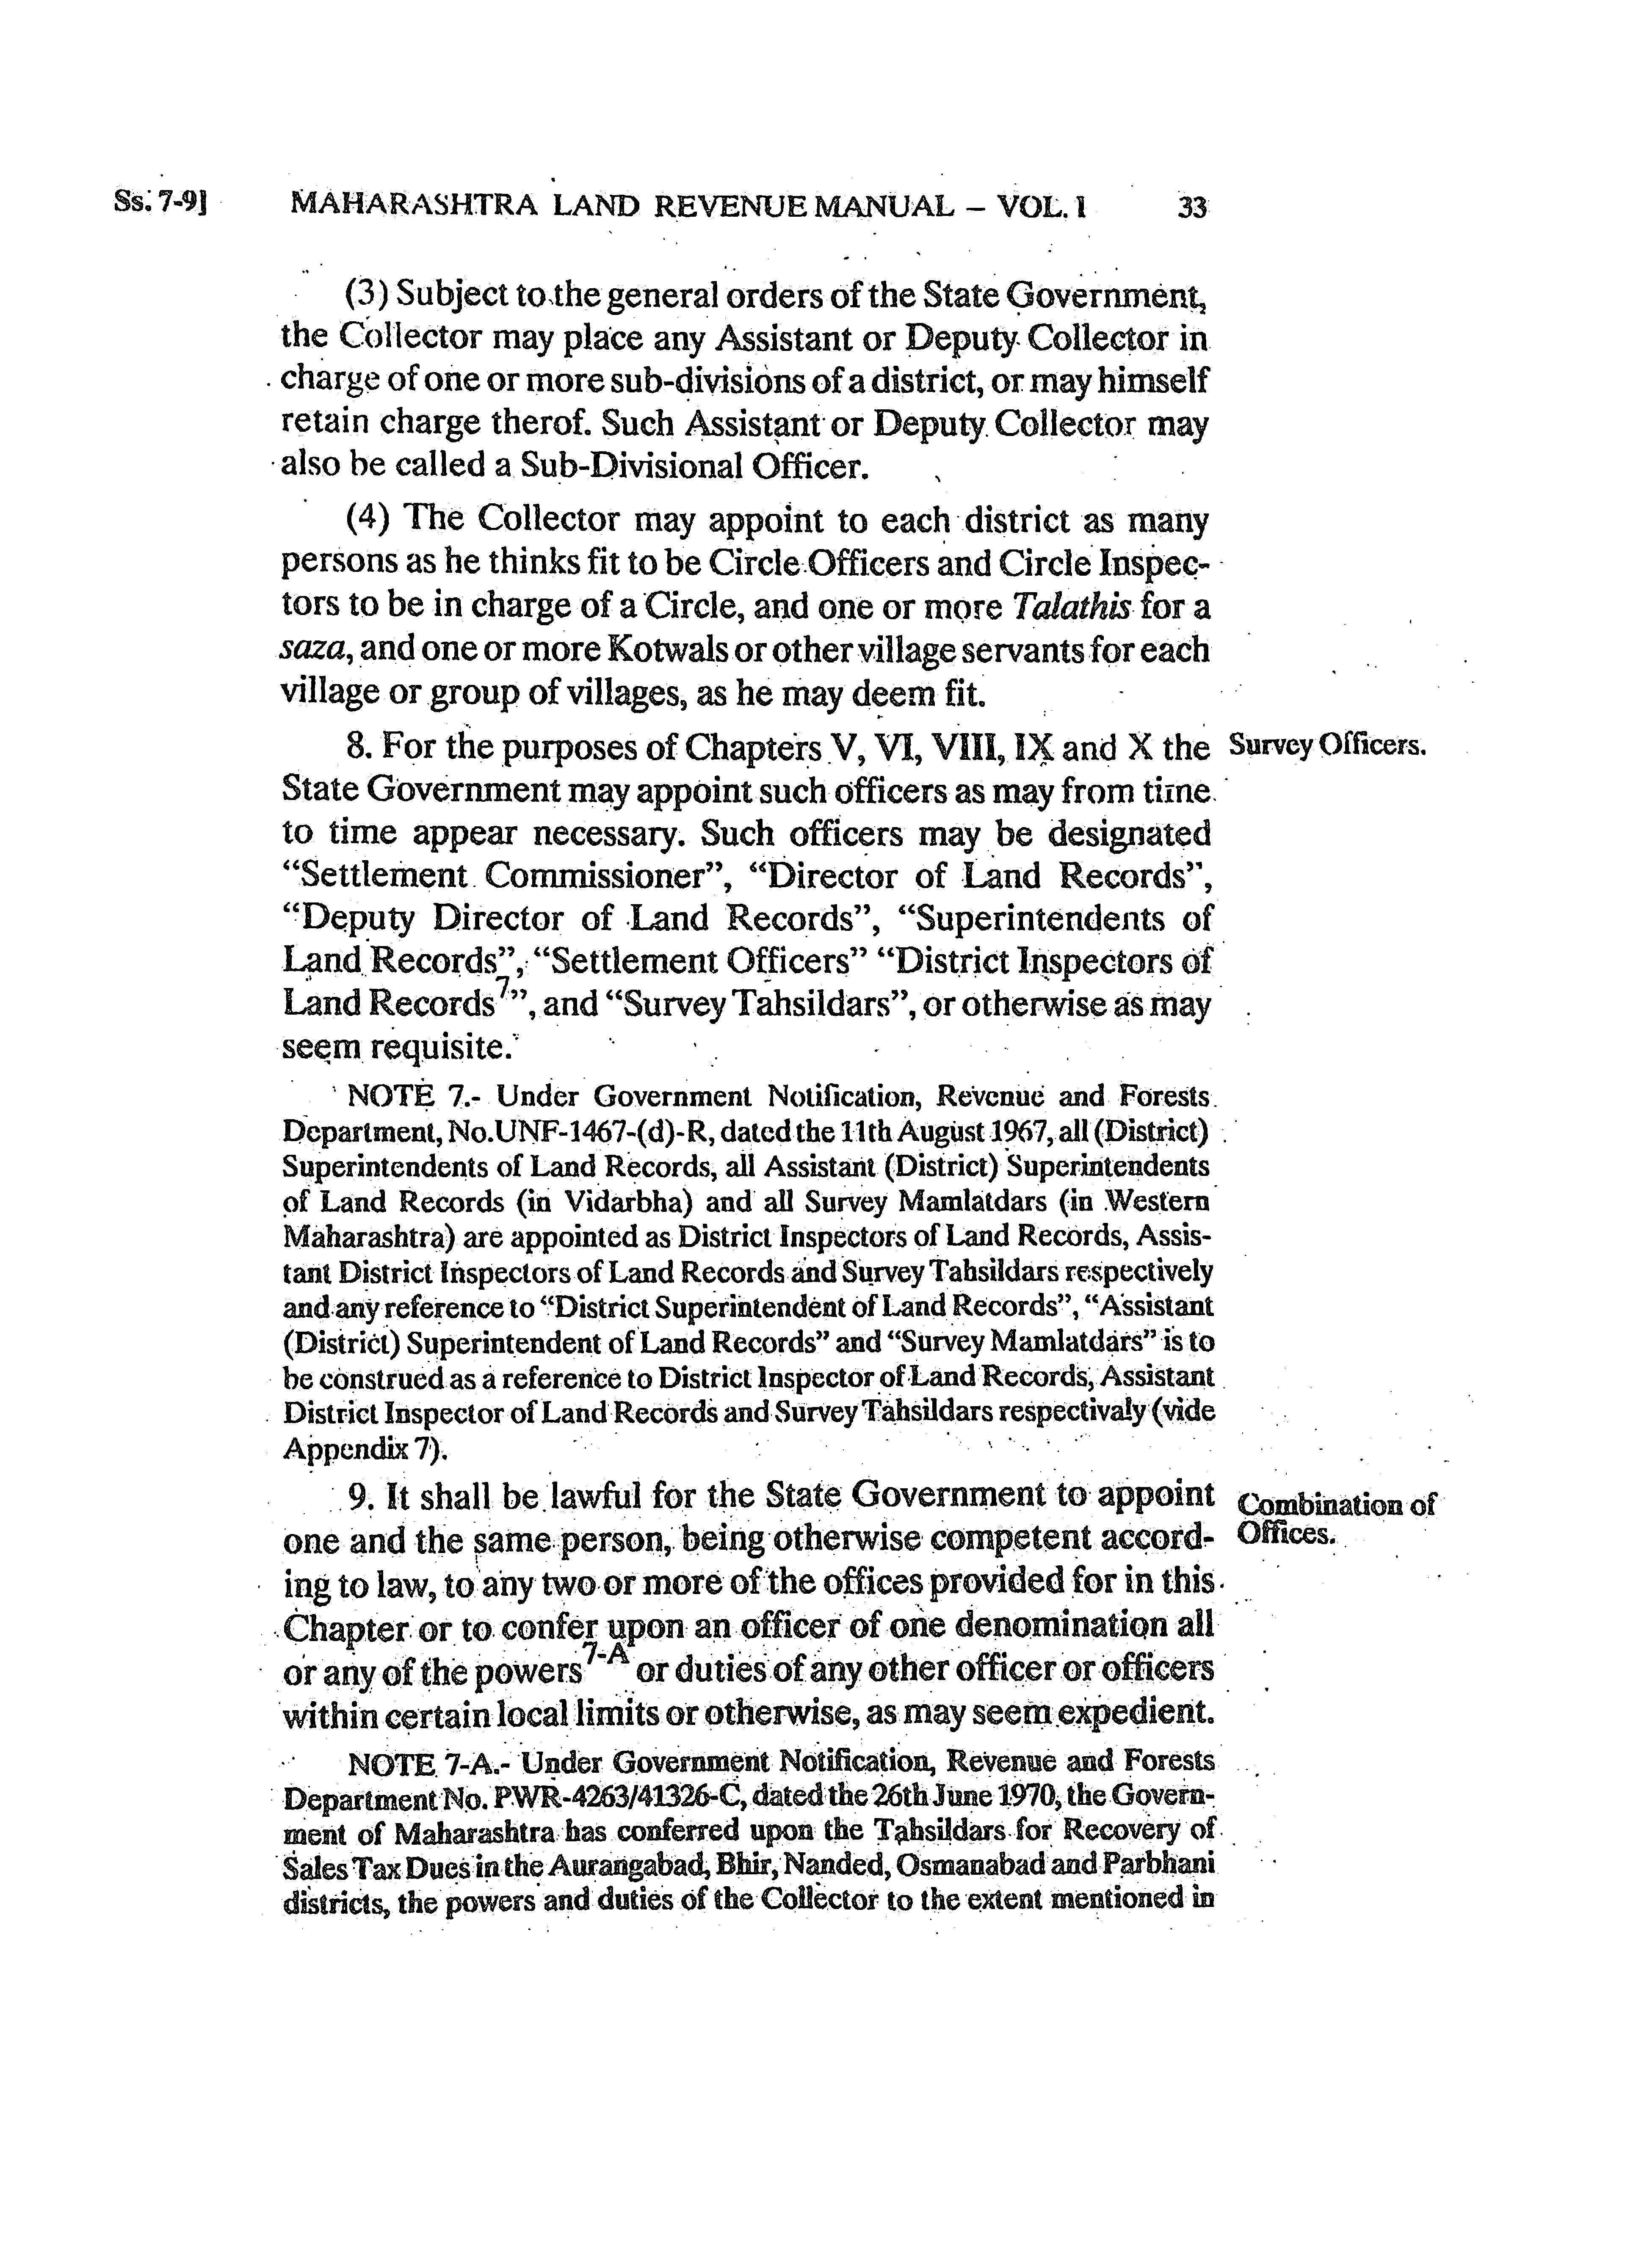 Ss. 7-9] MAHARASHTRA LAND REVENUE MANUAL – VOL. 1 33
(3) Subject to the general orders of the State Government,
the Collector may place any Assistant or Deputy Collector in
charge of one or more sub-divisions of a district, or may himself
retain charge therof. Such Assistant or Deputy Collector may
also be called a Sub-Divisional Officer.
(4) The Collector may appoint to each district as many
persons as he thinks fit to be Circle Officers and Circle Inspec-
tors to be in charge of a Circle, and one or more Talathis for a
saza, and one or more Kotwals or other village servants for each
village or group of villages, as he may deem fit.
8. For the purposes of Chapters V, VI, VIII, IX and X the Survey Officers.
State Government may appoint such officers as may from time
to time appear necessary. Such officers may be designated
“Settlement Commissioner”, “Director of Land Records”,
“Deputy Director of Land Records”, “Superintendents of
Land Records”, “Settlement Officers” “District Inspectors of
Land Records7”, and “Survey Tahsildars”, or otherwise as may
seem requisite.
NOTE 7.- Under Government Notification, Revenue and Forests
Department, No.UNF-1467-(d)-R, dated the 11th August 1967, all (District)
Superintendents of Land Records, all Assistant (District) Superintendents
of Land Records (in Vidarbha) and all Survey Mamlatdars (in Western
Maharashtra) are appointed as District Inspectors of Land Records, Assis-
tant District Inspectors of Land Records and Survey Tahsildars respectively
and any reference to “District Superintendent of Land Records”, “Assistant
(District) Superintendent of Land Records” and “Survey Mamlatdars” is to
be construed as a reference to District Inspector of Land Records, Assistant
District Inspector of Land Records and Survey Tahsildars respectivaly (vide
Appendix 7).
9. It shall be lawful for the State Government to appoint Combination of
one and the same person, being otherwise competent accord- Offices.
ing to law, to any two or more of the offices provided for in this
Chapter or to confer upon an officer of one denomination all
or any of the powers7-A or duties of any other officer or officers
within certain local limits or otherwise, as may seem expedient.
NOTE 7-A.- Under Government Notification, Revenue and Forests
Department No. PWR-4263/41326-C, dated the 26th June 1970, the Govern-
ment of Maharashtra has conferred upon the Tahsildars for Recovery of
Sales Tax Dues in the Aurangabad, Bhir, Nanded, Osmanabad and Parbhani
districts, the powers and duties of the Collector to the extent mentioned in